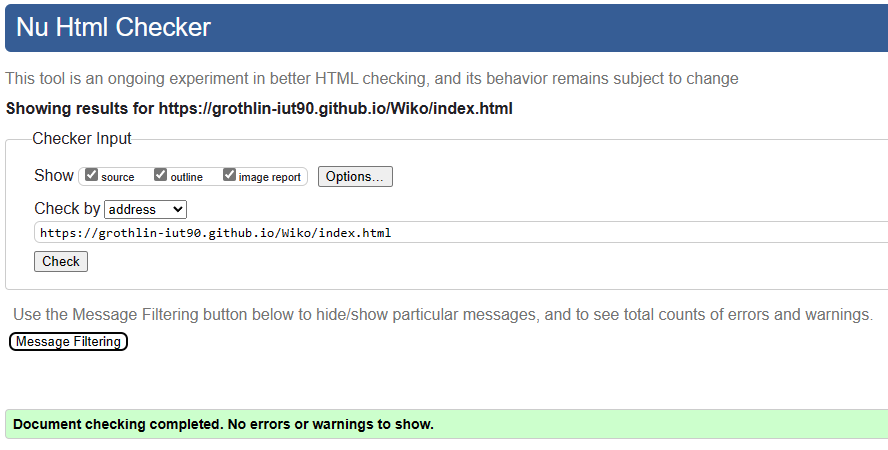 Nu Html Checker
This tool is an ongoing experiment in better HTML checking, and its behavior remains subject to change
Showing results for https://grothlin-iut90.github.io/Wiko/index.html
Checker Input
Show source outline image report Options...
Check by address
https://grothlin-iut90.github.io/Wiko/index.html
Check
Use the Message Filtering button below to hide/show particular messages, and to see total counts of errors and warnings.
Message Filtering
Document checking completed. No errors or warnings to show.